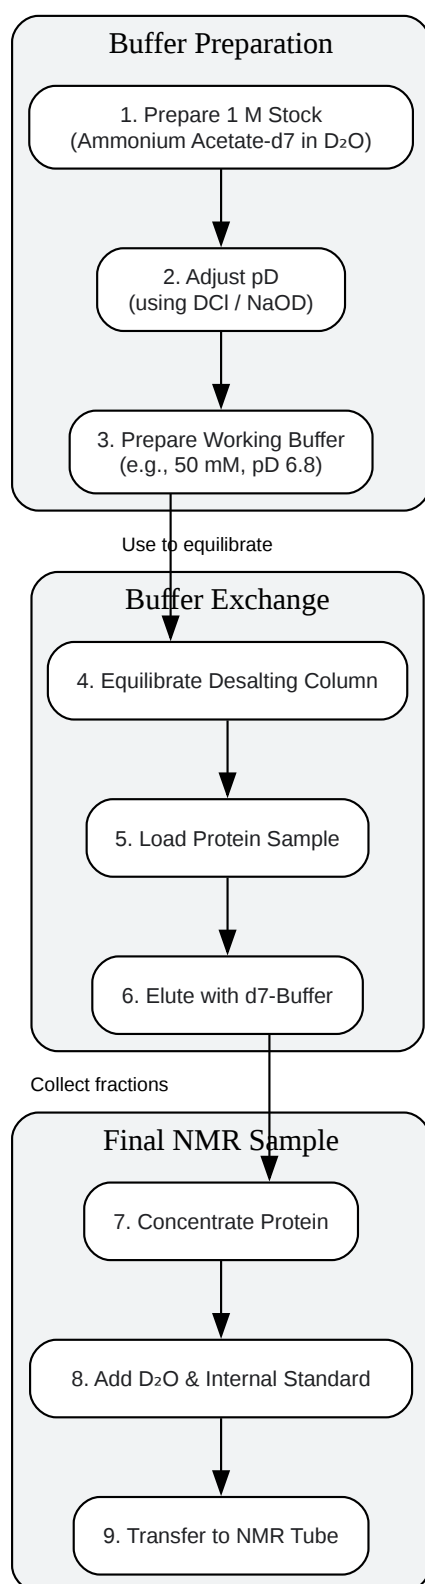 Buffer Preparation
1. Prepare 1 M Stock
(Ammonium Acetate-d7 in D₂O)
2. Adjust pD
(using DCl / NaOD)
3. Prepare Working Buffer
(e.g., 50 mM, pD 6.8)
Use to equilibrate
Buffer Exchange
4. Equilibrate Desalting Column
5. Load Protein Sample
6. Elute with d7-Buffer
Collect fractions
Final NMR Sample
7. Concentrate Protein
8. Add D₂O & Internal Standard
9. Transfer to NMR Tube